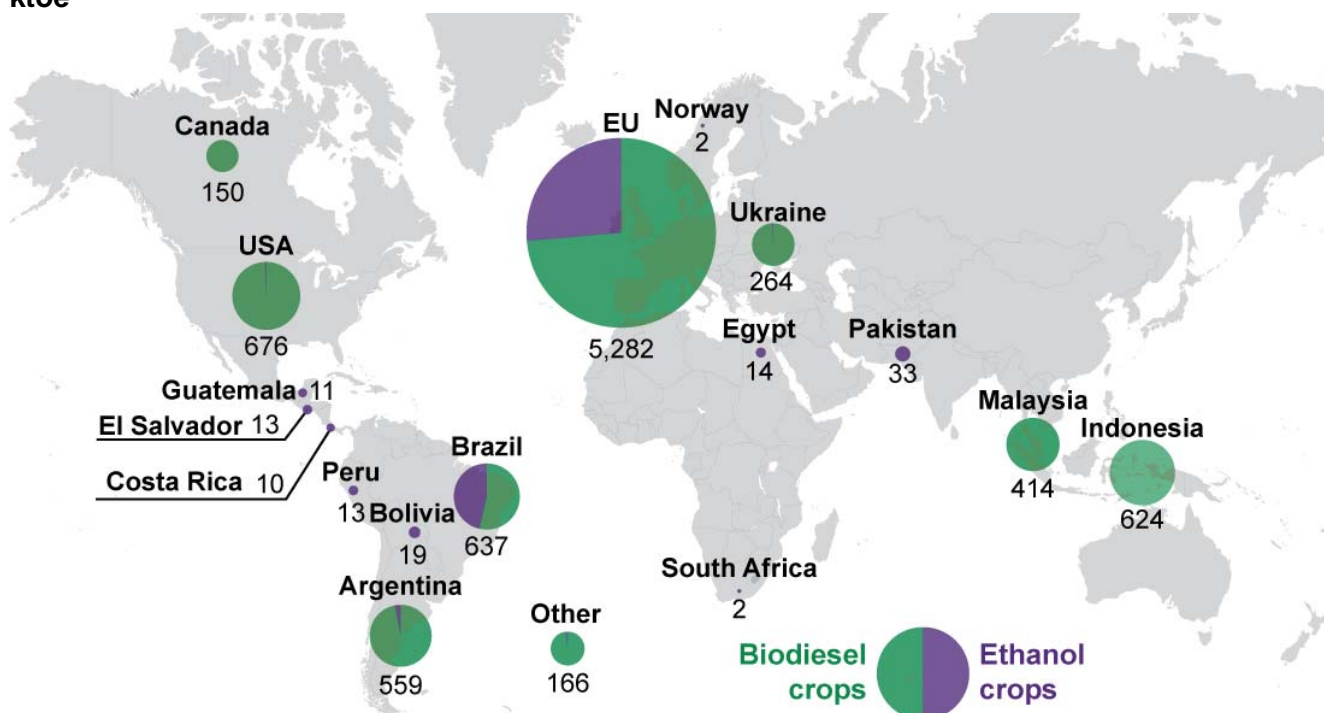 ktoe
Canada
150
USA
676
Guatemala 11
El Salvador 13
Costa Rica 10
Peru
13
Bolivia
19
Brazil
637
Argentina
559
Other
166
EU
5,282
Norway
2
Ukraine
264
Egypt
14
Pakistan
33
South Africa
2
Malaysia
414
Indonesia
624
Biodiesel
crops
Ethanol
crops